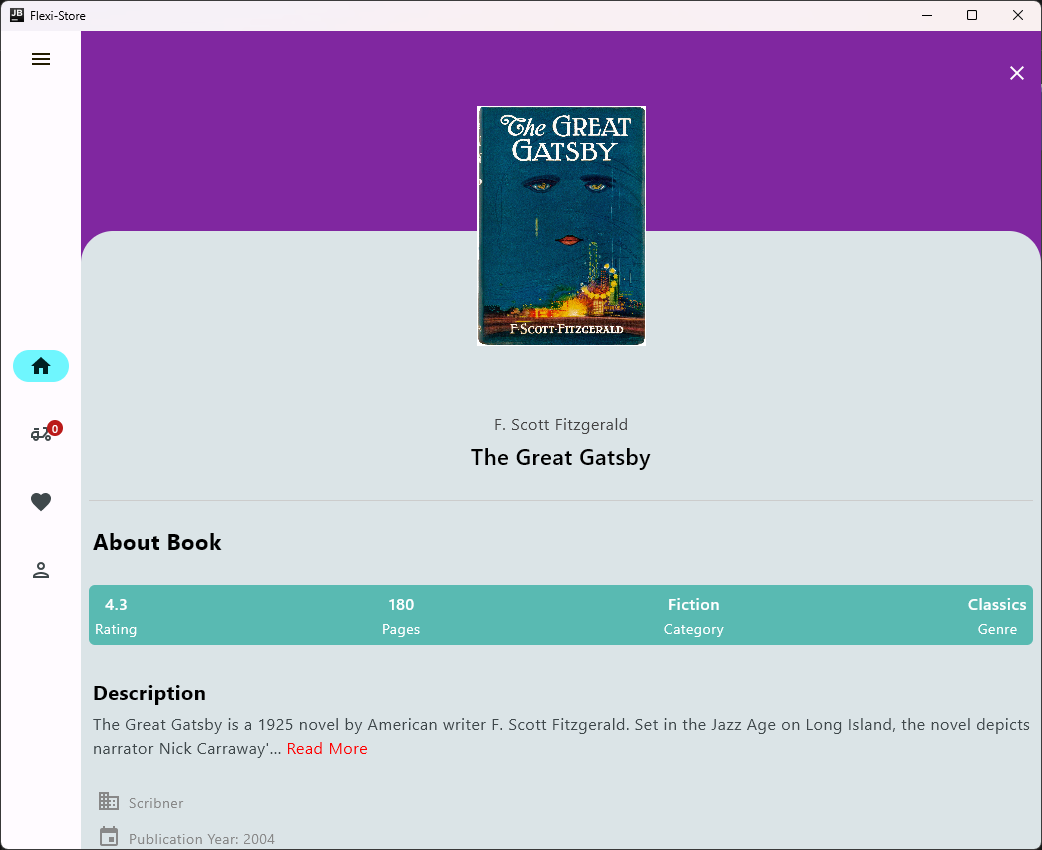 JB Flexi-Store
The GREAT
GATSBY
F·SCOTT·FITZGERALD
0
F. Scott Fitzgerald
The Great Gatsby
About Book
4.3 180 Fiction Classics
Rating Pages Category Genre
Description
The Great Gatsby is a 1925 novel by American writer F. Scott Fitzgerald. Set in the Jazz Age on Long Island, the novel depicts
narrator Nick Carraway'... Read More
Scribner
Publication Year: 2004